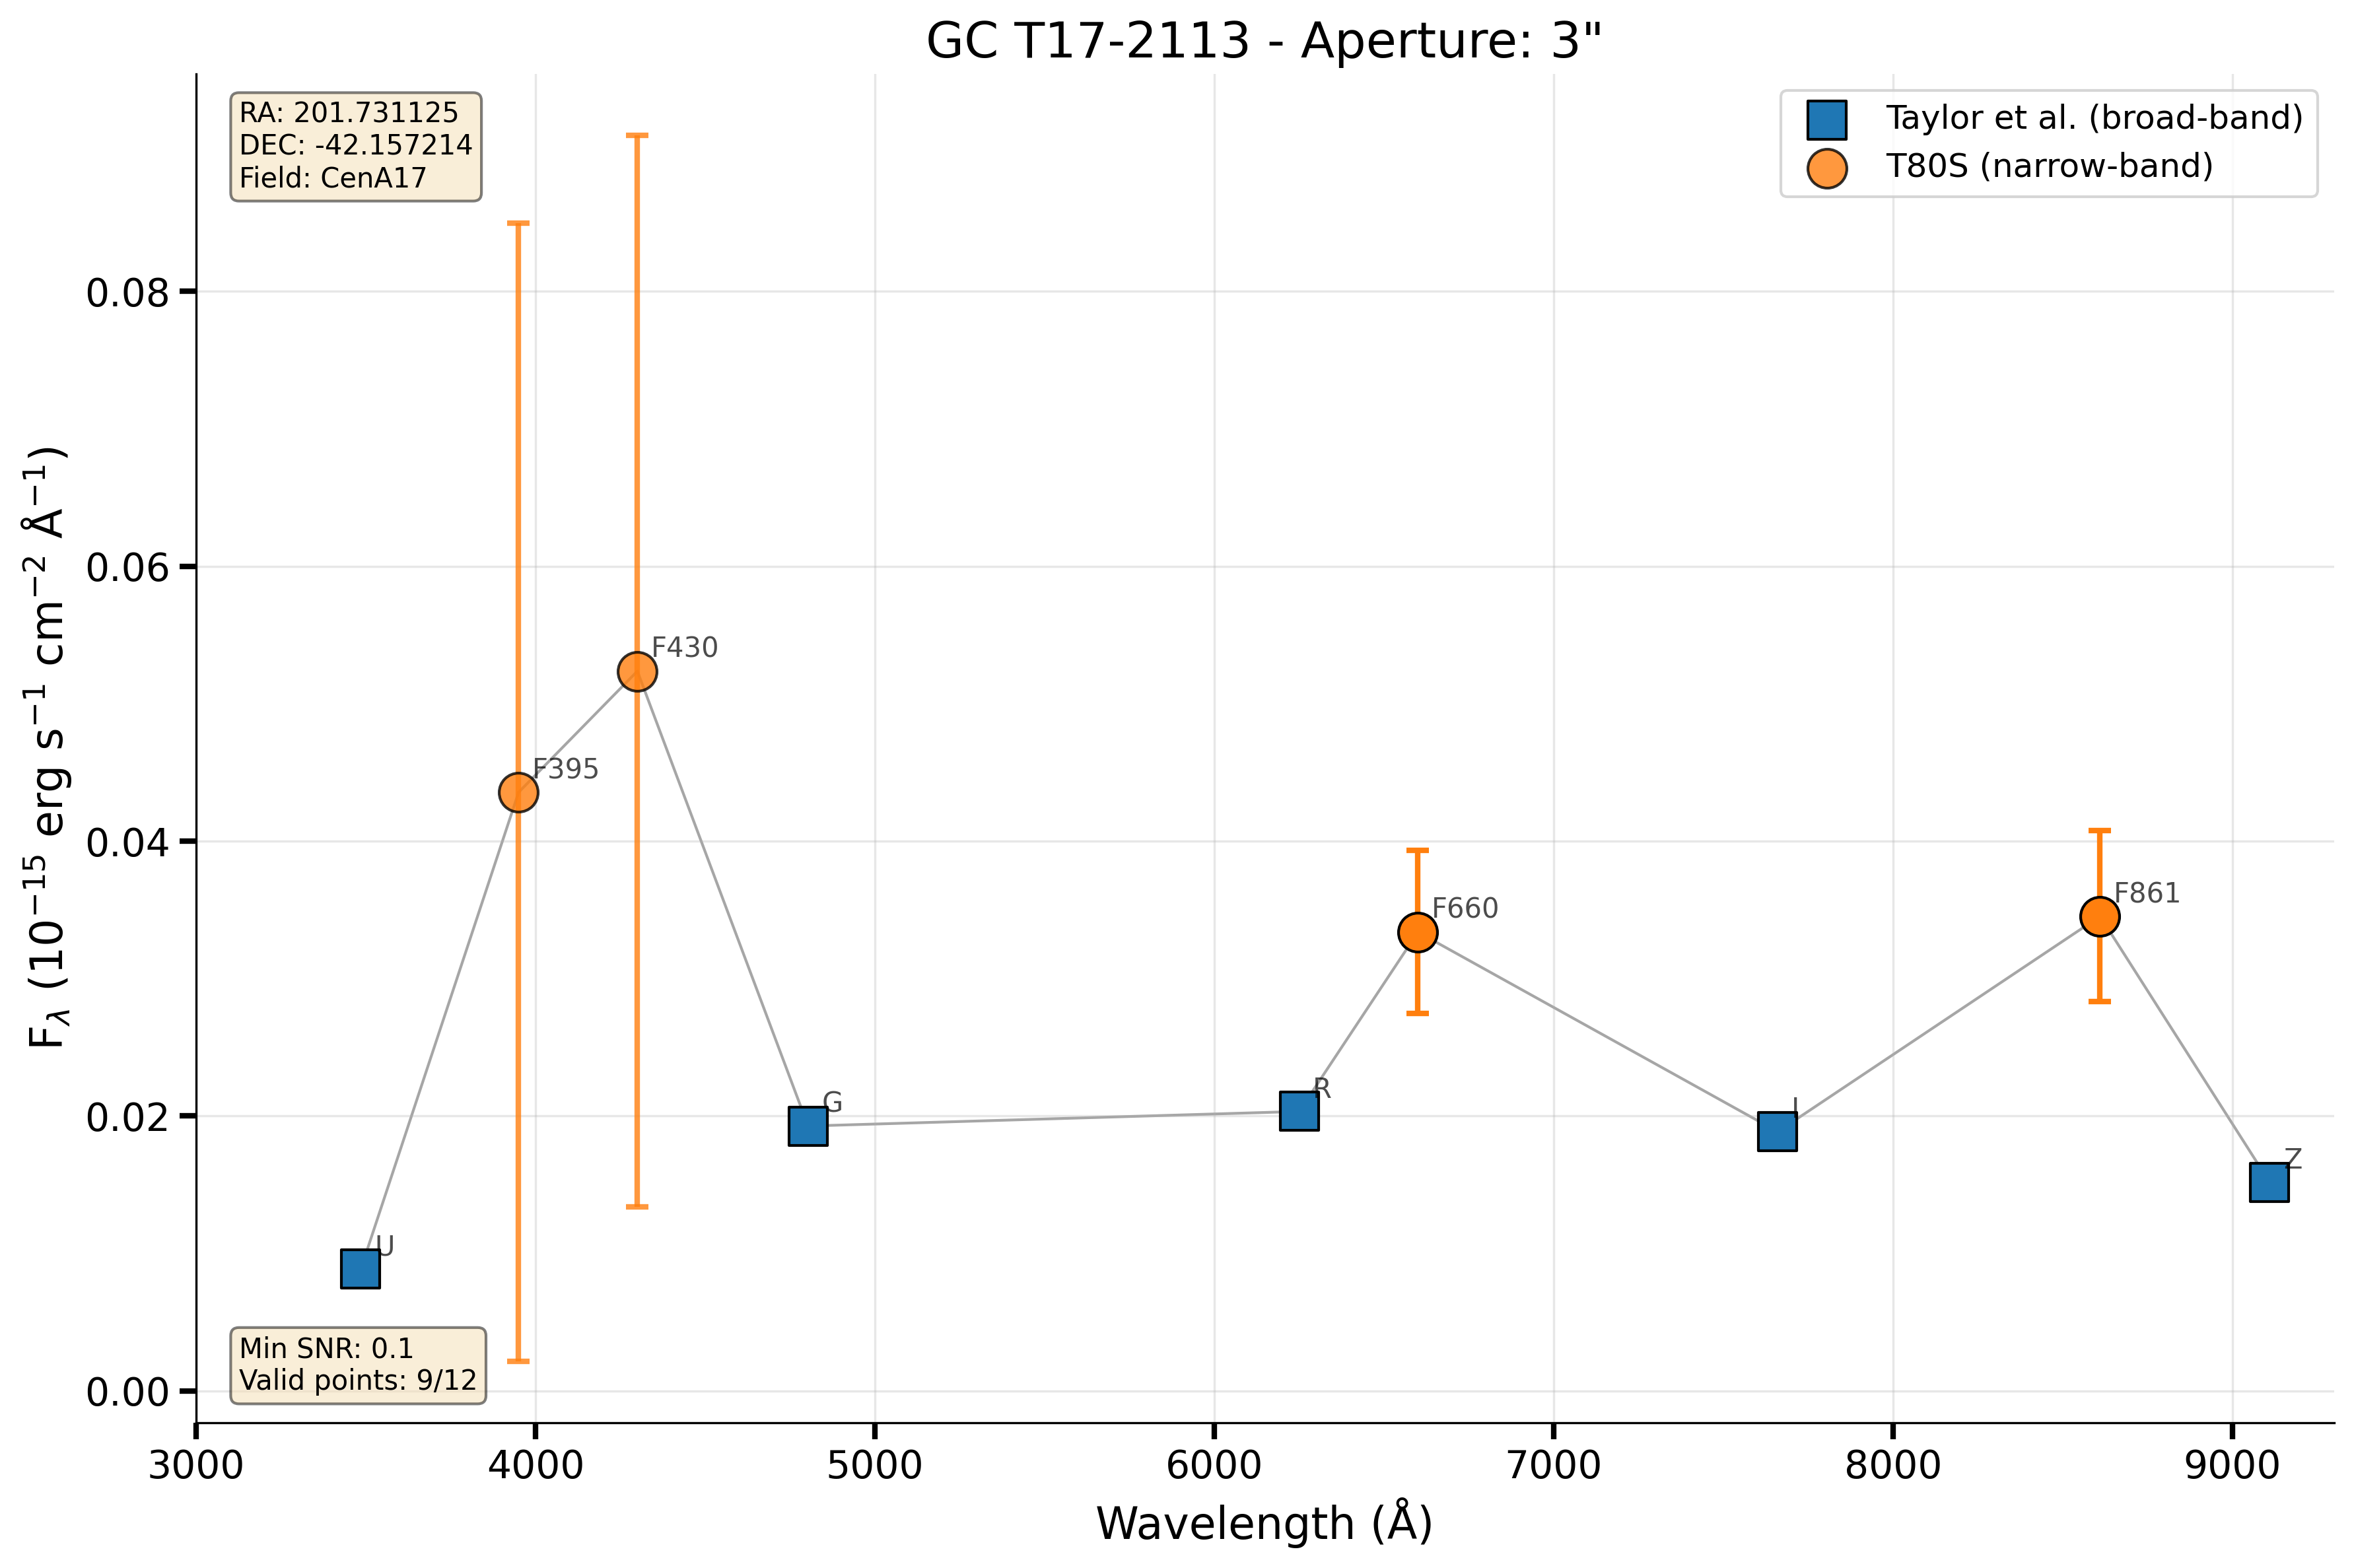 GC T17-2113 - Aperture: 3"
RA: 201.731125
DEC: -42.157214
Field: CenA17
Taylor et al. (broad-band)
T80S (narrow-band)
0.08
0.06
0.04
0.02
0.00
F_λ (10⁻¹⁵ erg s⁻¹ cm⁻² Å⁻¹)
F430
F395
F660
F861
G
R
I
Z
U
Min SNR: 0.1
Valid points: 9/12
3000 4000 5000 6000 7000 8000 9000
Wavelength (Å)